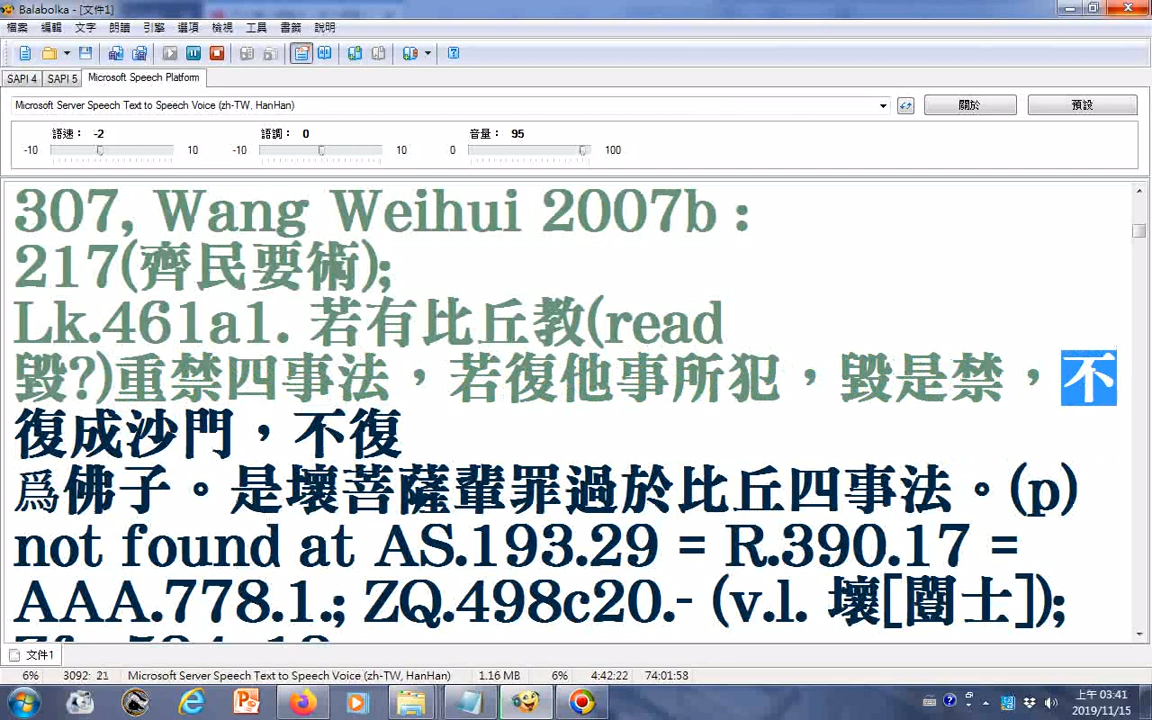 Balabolka - [文件1]
檔案 編輯 文字 朗讀 引擎 選項 檢視 工具 書籤 說明
SAPI 4 SAPI 5 Microsoft Speech Platform
Microsoft Server Speech Text to Speech Voice (zh-TW, HanHan) 關於 預設
語速： -2 語調： 0 音量： 95
-10 10 -10 10 0 100
307, Wang Weihui 2007b :
217(齊民要術);
Lk.461a1. 若有比丘教(read
毀?)重禁四事法，若復他事所犯，毀是禁，不
復成沙門，不復
爲佛子。是壞菩薩輩罪過於比丘四事法。(p)
not found at AS.193.29 = R.390.17 =
AAA.778.1.; ZQ.498c20.- (v.l. 壞[闓士]);
文件1
6% 3092: 21 Microsoft Server Speech Text to Speech Voice (zh-TW, HanHan) 1.16 MB 6% 4:42:22 74:01:58
上午 03:41
2019/11/15